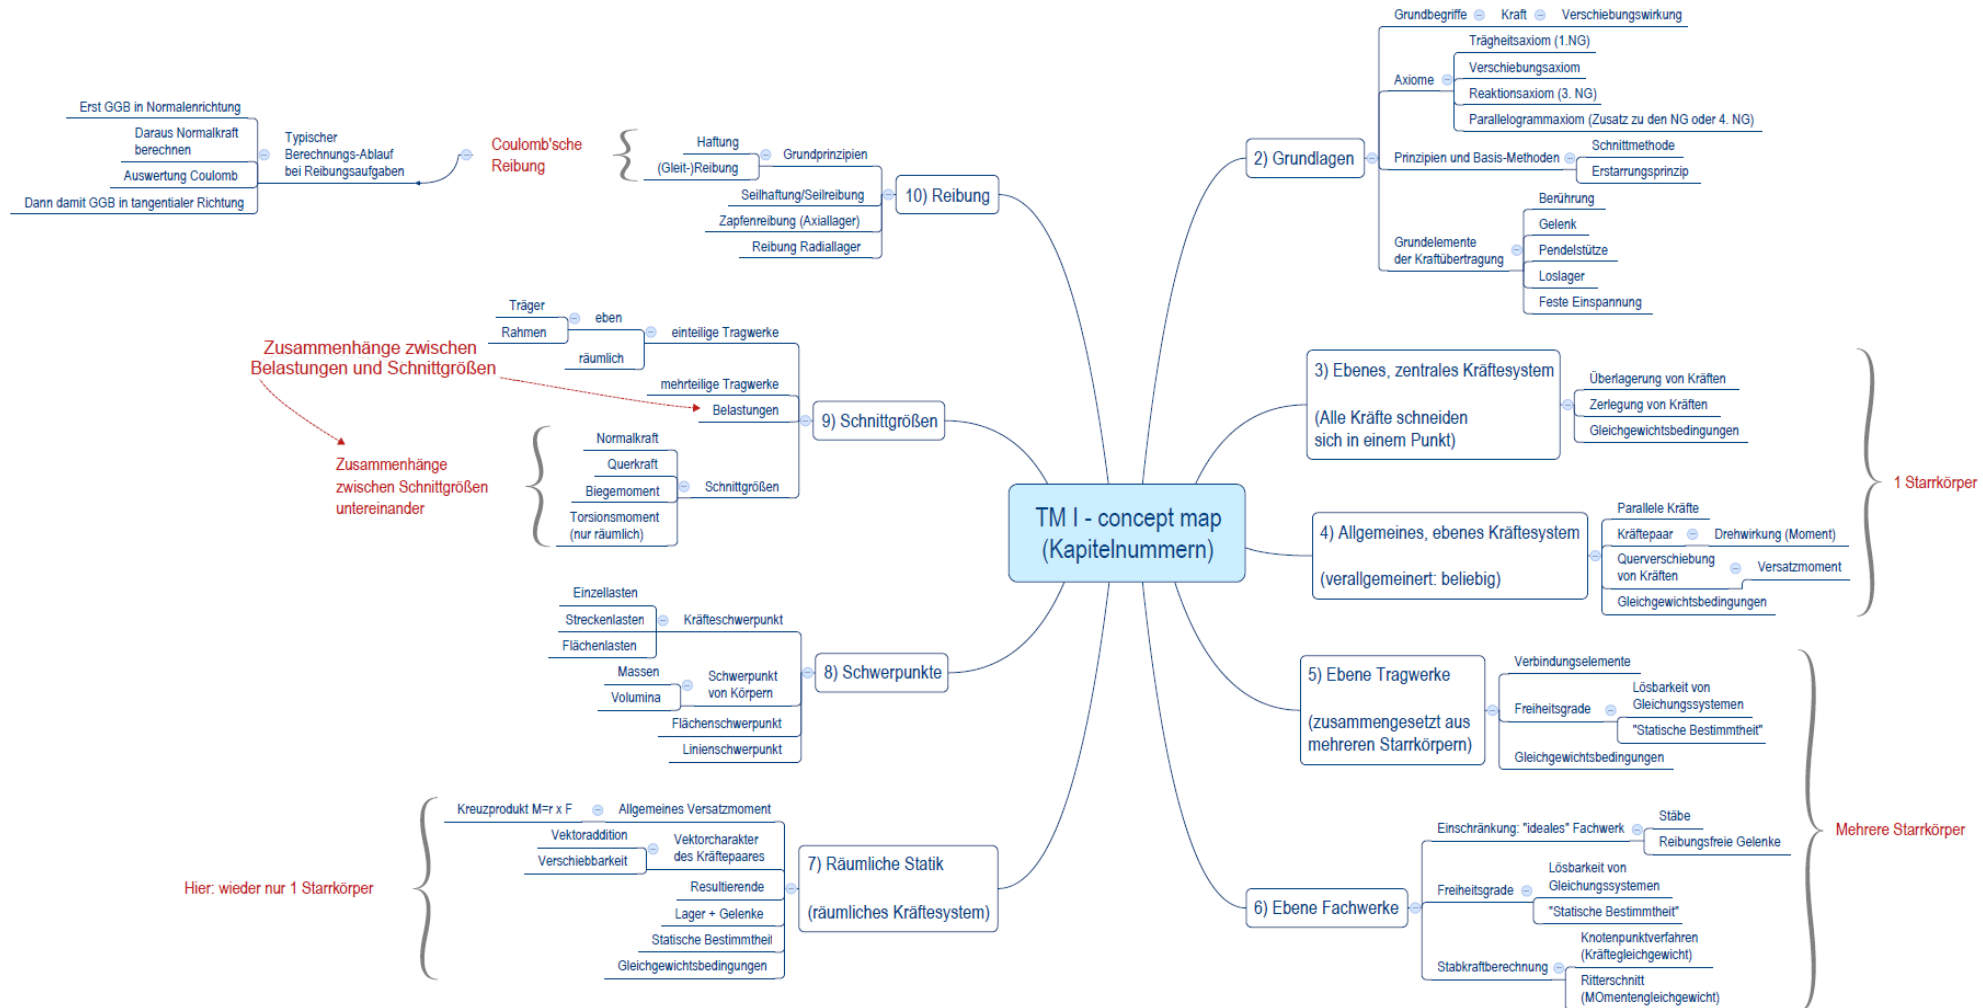 TM I - concept map
(Kapitelnummern)
2) Grundlagen
Grundbegriffe
Kraft
Verschiebungswirkung
Axiome
Trägheitsaxiom (1.NG)
Verschiebungsaxiom
Reaktionsaxiom (3. NG)
Parallelogrammaxiom (Zusatz zu den NG oder 4. NG)
Prinzipien und Basis-Methoden
Schnittmethode
Erstarrungsprinzip
Grundelemente
der Kraftübertragung
Berührung
Gelenk
Pendelstütze
Loslager
Feste Einspannung
3) Ebenes, zentrales Kräftesystem
(Alle Kräfte schneiden
sich in einem Punkt)
Überlagerung von Kräften
Zerlegung von Kräften
Gleichgewichtsbedingungen
4) Allgemeines, ebenes Kräftesystem
(verallgemeinert: beliebig)
Parallele Kräfte
Kräftepaar
Drehwirkung (Moment)
Querverschiebung
von Kräften
Versatzmoment
Gleichgewichtsbedingungen
1 Starrkörper
5) Ebene Tragwerke
(zusammengesetzt aus
mehreren Starrkörpern)
Verbindungselemente
Freiheitsgrade
Lösbarkeit von
Gleichungssystemen
"Statische Bestimmtheit"
Gleichgewichtsbedingungen
6) Ebene Fachwerke
Einschränkung: "ideales" Fachwerk
Stäbe
Reibungsfreie Gelenke
Freiheitsgrade
Lösbarkeit von
Gleichungssystemen
"Statische Bestimmtheit"
Stabkraftberechnung
Knotenpunktverfahren
(Kräftegleichgewicht)
Ritterschnitt
(MOmentengleichgewicht)
Mehrere Starrkörper
7) Räumliche Statik
(räumliches Kräftesystem)
Allgemeines Versatzmoment
Kreuzprodukt M=r x F
Vektorcharakter
des Kräftepaares
Vektoraddition
Verschiebbarkeit
Resultierende
Lager + Gelenke
Statische Bestimmtheit
Gleichgewichtsbedingungen
Hier: wieder nur 1 Starrkörper
8) Schwerpunkte
Kräfteschwerpunkt
Einzellasten
Streckenlasten
Flächenlasten
Schwerpunkt
von Körpern
Massen
Volumina
Flächenschwerpunkt
Linienschwerpunkt
9) Schnittgrößen
einteilige Tragwerke
eben
Träger
Rahmen
räumlich
mehrteilige Tragwerke
Belastungen
Schnittgrößen
Normalkraft
Querkraft
Biegemoment
Torsionsmoment
(nur räumlich)
Zusammenhänge zwischen
Belastungen und Schnittgrößen
Zusammenhänge
zwischen Schnittgrößen
untereinander
10) Reibung
Grundprinzipien
Haftung
(Gleit-)Reibung
Seilhaftung/Seilreibung
Zapfenreibung (Axiallager)
Reibung Radiallager
Coulomb'sche
Reibung
Typischer
Berechnungs-Ablauf
bei Reibungsaufgaben
Erst GGB in Normalenrichtung
Daraus Normalkraft
berechnen
Auswertung Coulomb
Dann damit GGB in tangentialer Richtung